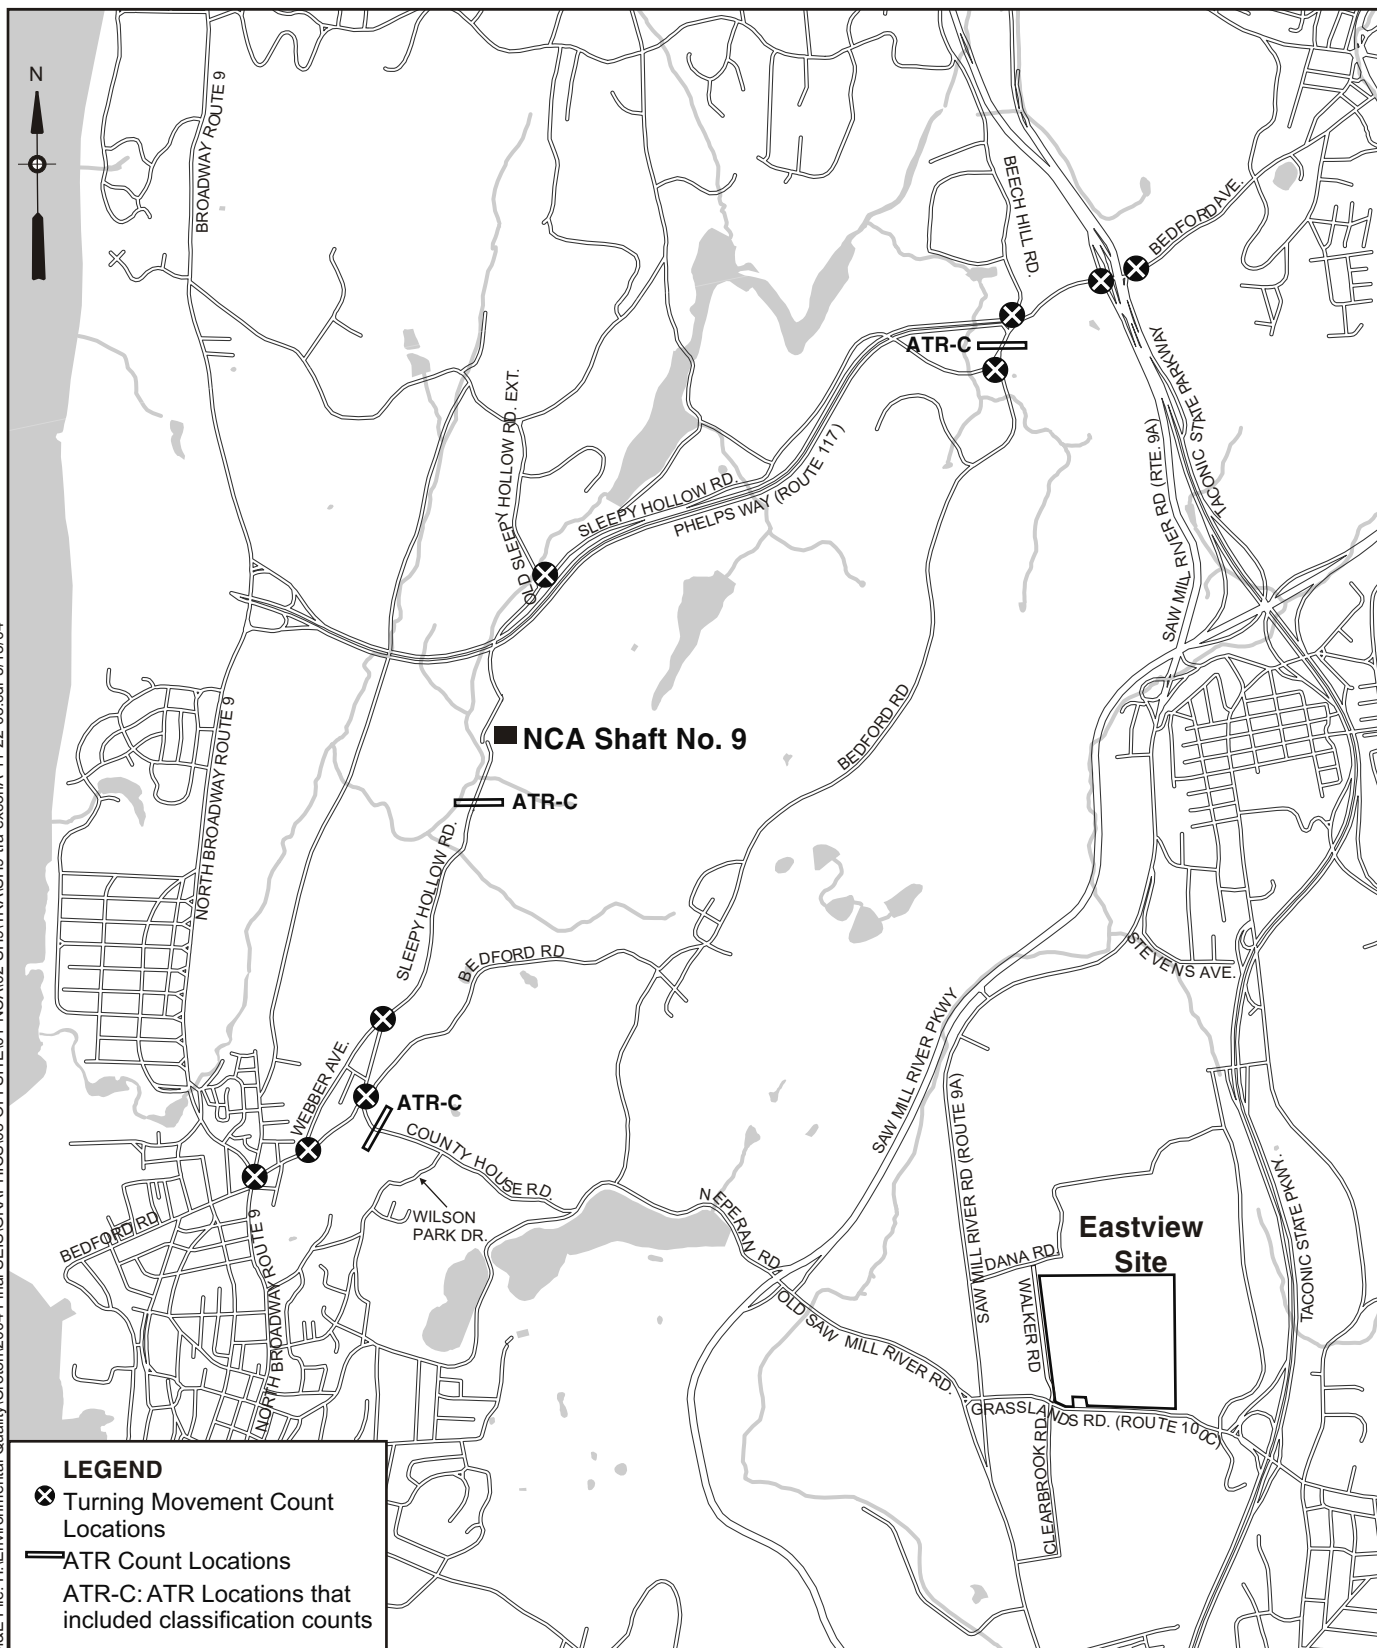 N
BROADWAY ROUTE 9
BEECH HILL RD.
BEDFORD AVE.
ATR-C
TACONIC STATE PARKWAY
OLD SLEEPY HOLLOW RD. EXT.
SLEEPY HOLLOW RD.
PHELPS WAY (ROUTE 117)
SAW MILL RIVER RD (RTE. 9A)
NCA Shaft No. 9
BEDFORD RD
ATR-C
NORTH BROADWAY ROUTE 9
SLEEPY HOLLOW RD.
BEDFORD RD
STEVENS AVE.
SAW MILL RIVER PKWY
WEBBER AVE.
ATR-C
COUNTY HOUSE RD.
SAW MILL RIVER RD (ROUTE 9A)
WILSON
PARK DR.
NEPERAN RD.
BEDFORD RD
NORTH BROADWAY ROUTE 9
Eastview
Site
DANA RD.
WALKER RD
TACONIC STATE PKWY.
OLD SAW MILL RIVER RD.
GRASSLANDS RD. (ROUTE 100C)
CLEARBROOK RD.
LEGEND
Turning Movement Count
Locations
ATR Count Locations
ATR-C: ATR Locations that
included classification counts